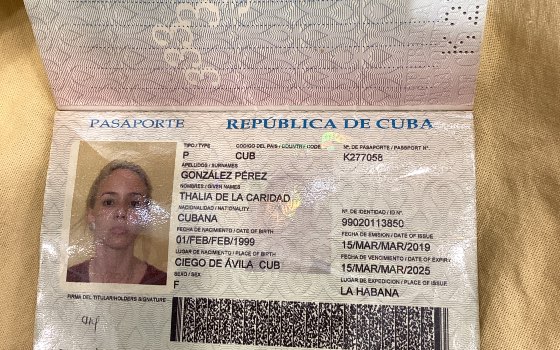 PASAPORTE REPÚBLICA DE CUBA
TIPO / TYPE CODIGO DEL PAIS / COUNTRY CODE Nº. DE PASAPORTE / PASSPORT Nº.
P CUB K277058
APELLIDOS / SURNAMES
GONZÁLEZ PÉREZ
NOMBRES / GIVEN NAMES
THALIA DE LA CARIDAD
NACIONALIDAD / NATIONALITY Nº. DE IDENTIDAD / ID.Nº.
CUBANA 99020113850
FECHA DE NACIMIENTO / DATE OF BIRTH FECHA DE EMISION / DATE OF ISSUE
01/FEB/FEB/1999 15/MAR/MAR/2019
LUGAR DE NACIMIENTO / PLACE OF BIRTH FECHA DE VENCIMIENTO / DATE OF EXPIRY
CIEGO DE ÁVILA CUB 15/MAR/MAR/2025
SEXO / SEX LUGAR DE EXPEDICION / PLACE OF ISSUE
F LA HABANA
FIRMA DEL TITULAR/HOLDERS SIGNATURE